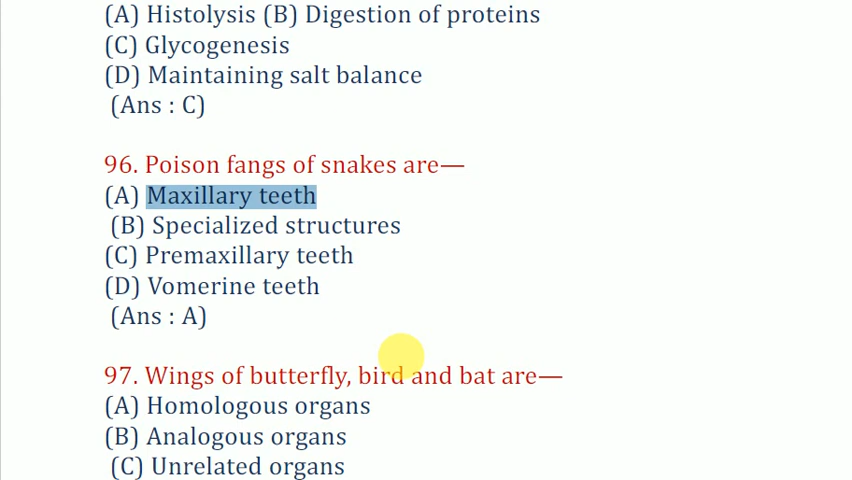 (A) Histolysis (B) Digestion of proteins
(C) Glycogenesis
(D) Maintaining salt balance
(Ans : C)
96. Poison fangs of snakes are—
(A) Maxillary teeth
(B) Specialized structures
(C) Premaxillary teeth
(D) Vomerine teeth
(Ans : A)
97. Wings of butterfly, bird and bat are—
(A) Homologous organs
(B) Analogous organs
(C) Unrelated organs